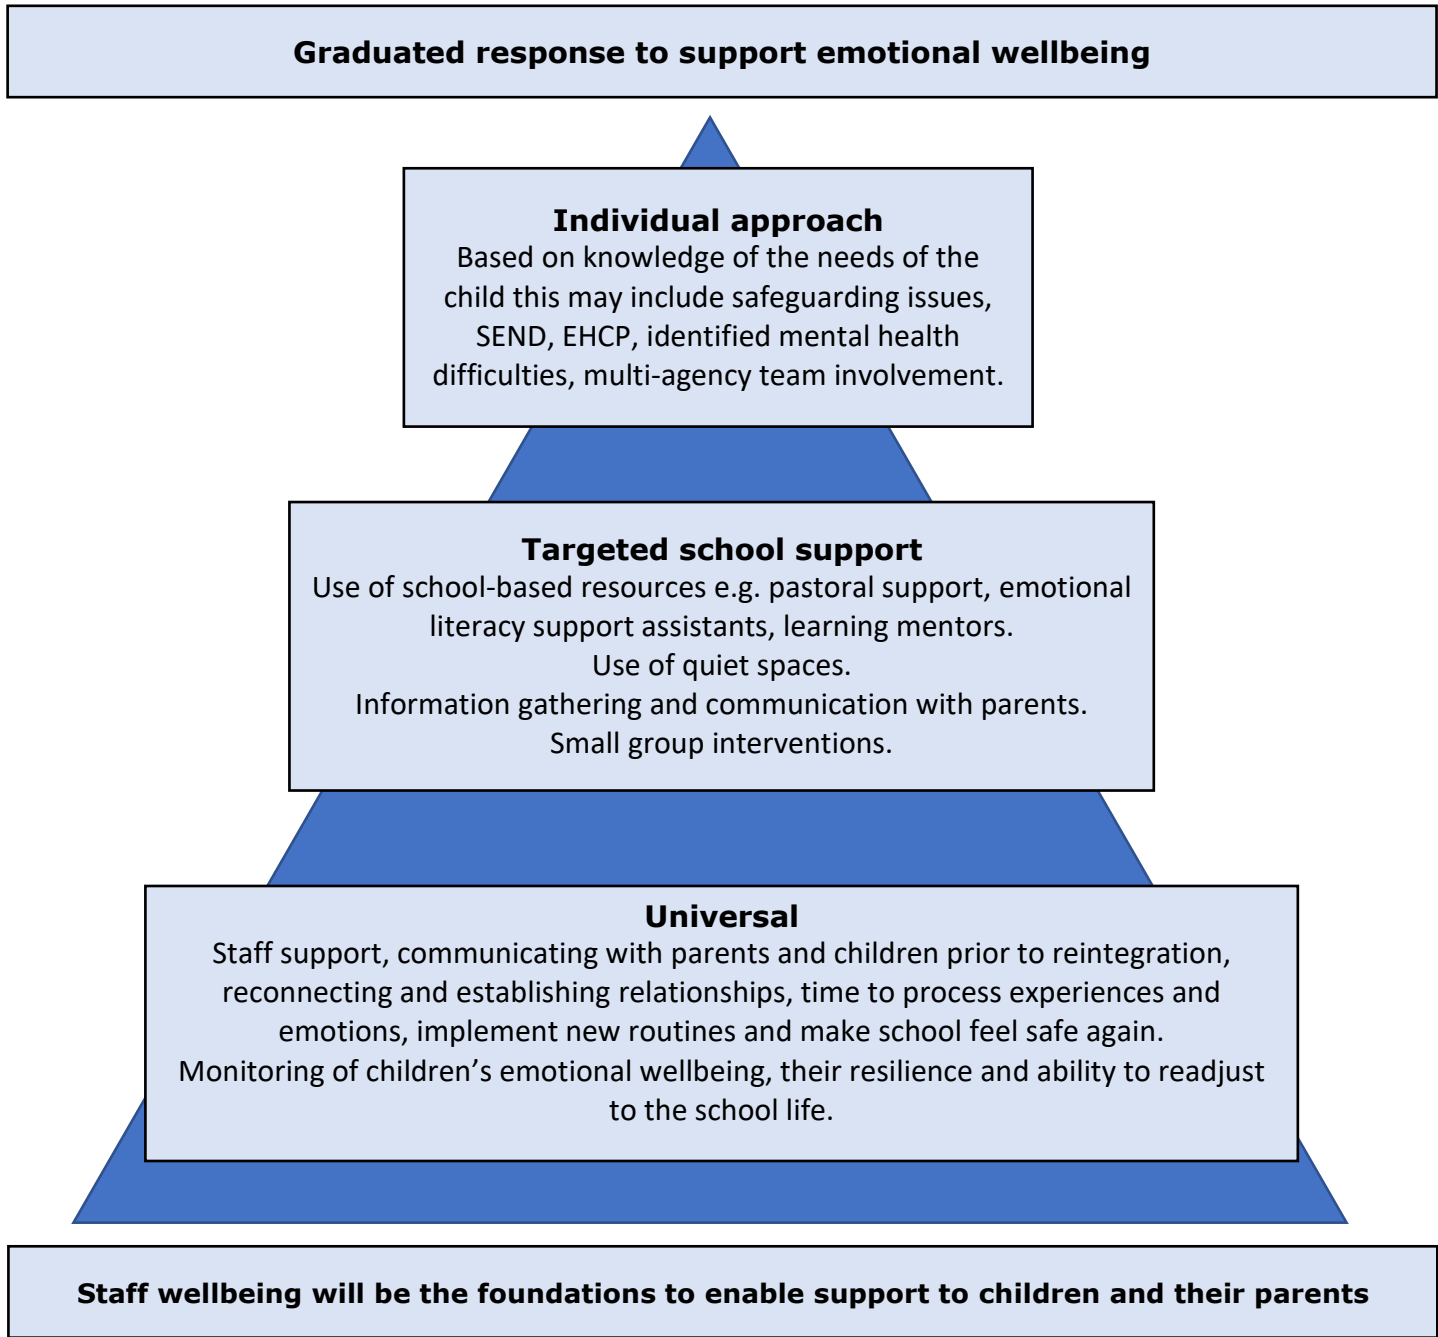 Graduated response to support emotional wellbeing
Individual approach
Based on knowledge of the needs of the
child this may include safeguarding issues,
SEND, EHCP, identified mental health
difficulties, multi-agency team involvement.
Targeted school support
Use of school-based resources e.g. pastoral support, emotional
literacy support assistants, learning mentors.
Use of quiet spaces.
Information gathering and communication with parents.
Small group interventions.
Universal
Staff support, communicating with parents and children prior to reintegration,
reconnecting and establishing relationships, time to process experiences and
emotions, implement new routines and make school feel safe again.
Monitoring of children’s emotional wellbeing, their resilience and ability to readjust
to the school life.
Staff wellbeing will be the foundations to enable support to children and their parents